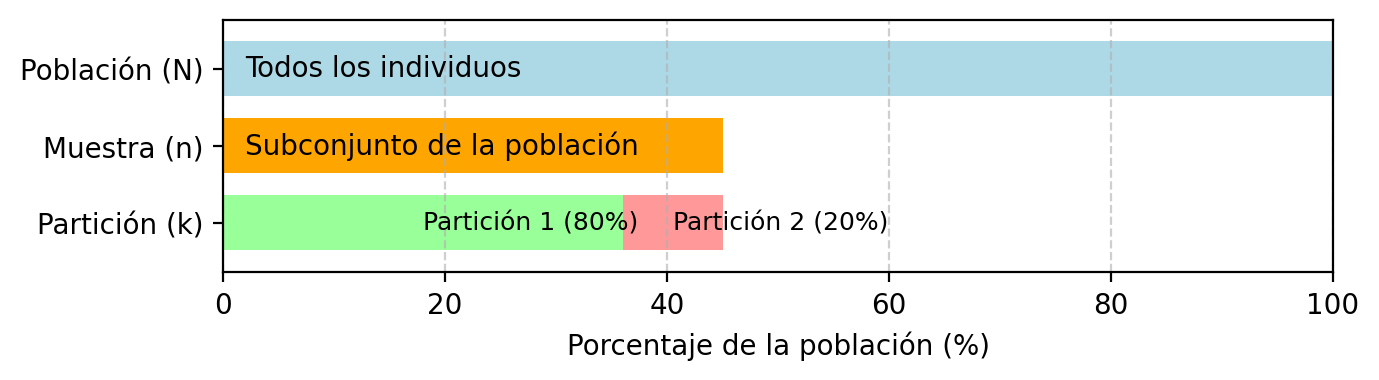 Población (N) Todos los individuos
Muestra (n) Subconjunto de la población
Partición (k) Partición 1 (80%) Partición 2 (20%)
0 20 40 60 80 100
Porcentaje de la población (%)